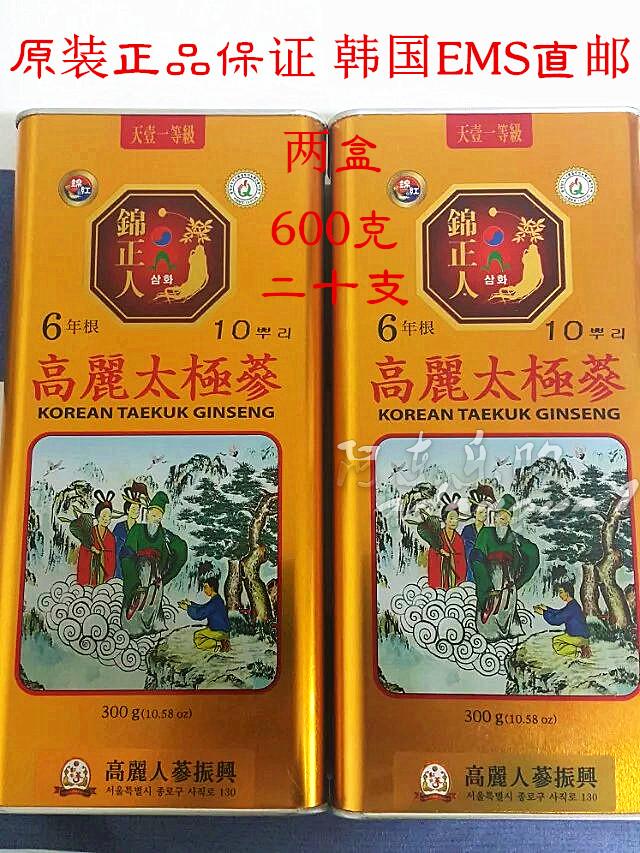 原装正品保证 韩国EMS直邮
天壹一等級
天壹一等級
两盒
600克
二十支
錦江
錦正人
삼화
錦江
錦正人
삼화
6年根 10뿌리
6年根 10뿌리
高麗太極蔘
KOREAN TAEKUK GINSENG
高麗太極蔘
KOREAN TAEKUK GINSENG
300g(10.58 oz)
300g(10.58 oz)
高麗人蔘振興
서울특별시 종로구 사직로 130
高麗人蔘振興
서울특별시 종로구 사직로 130